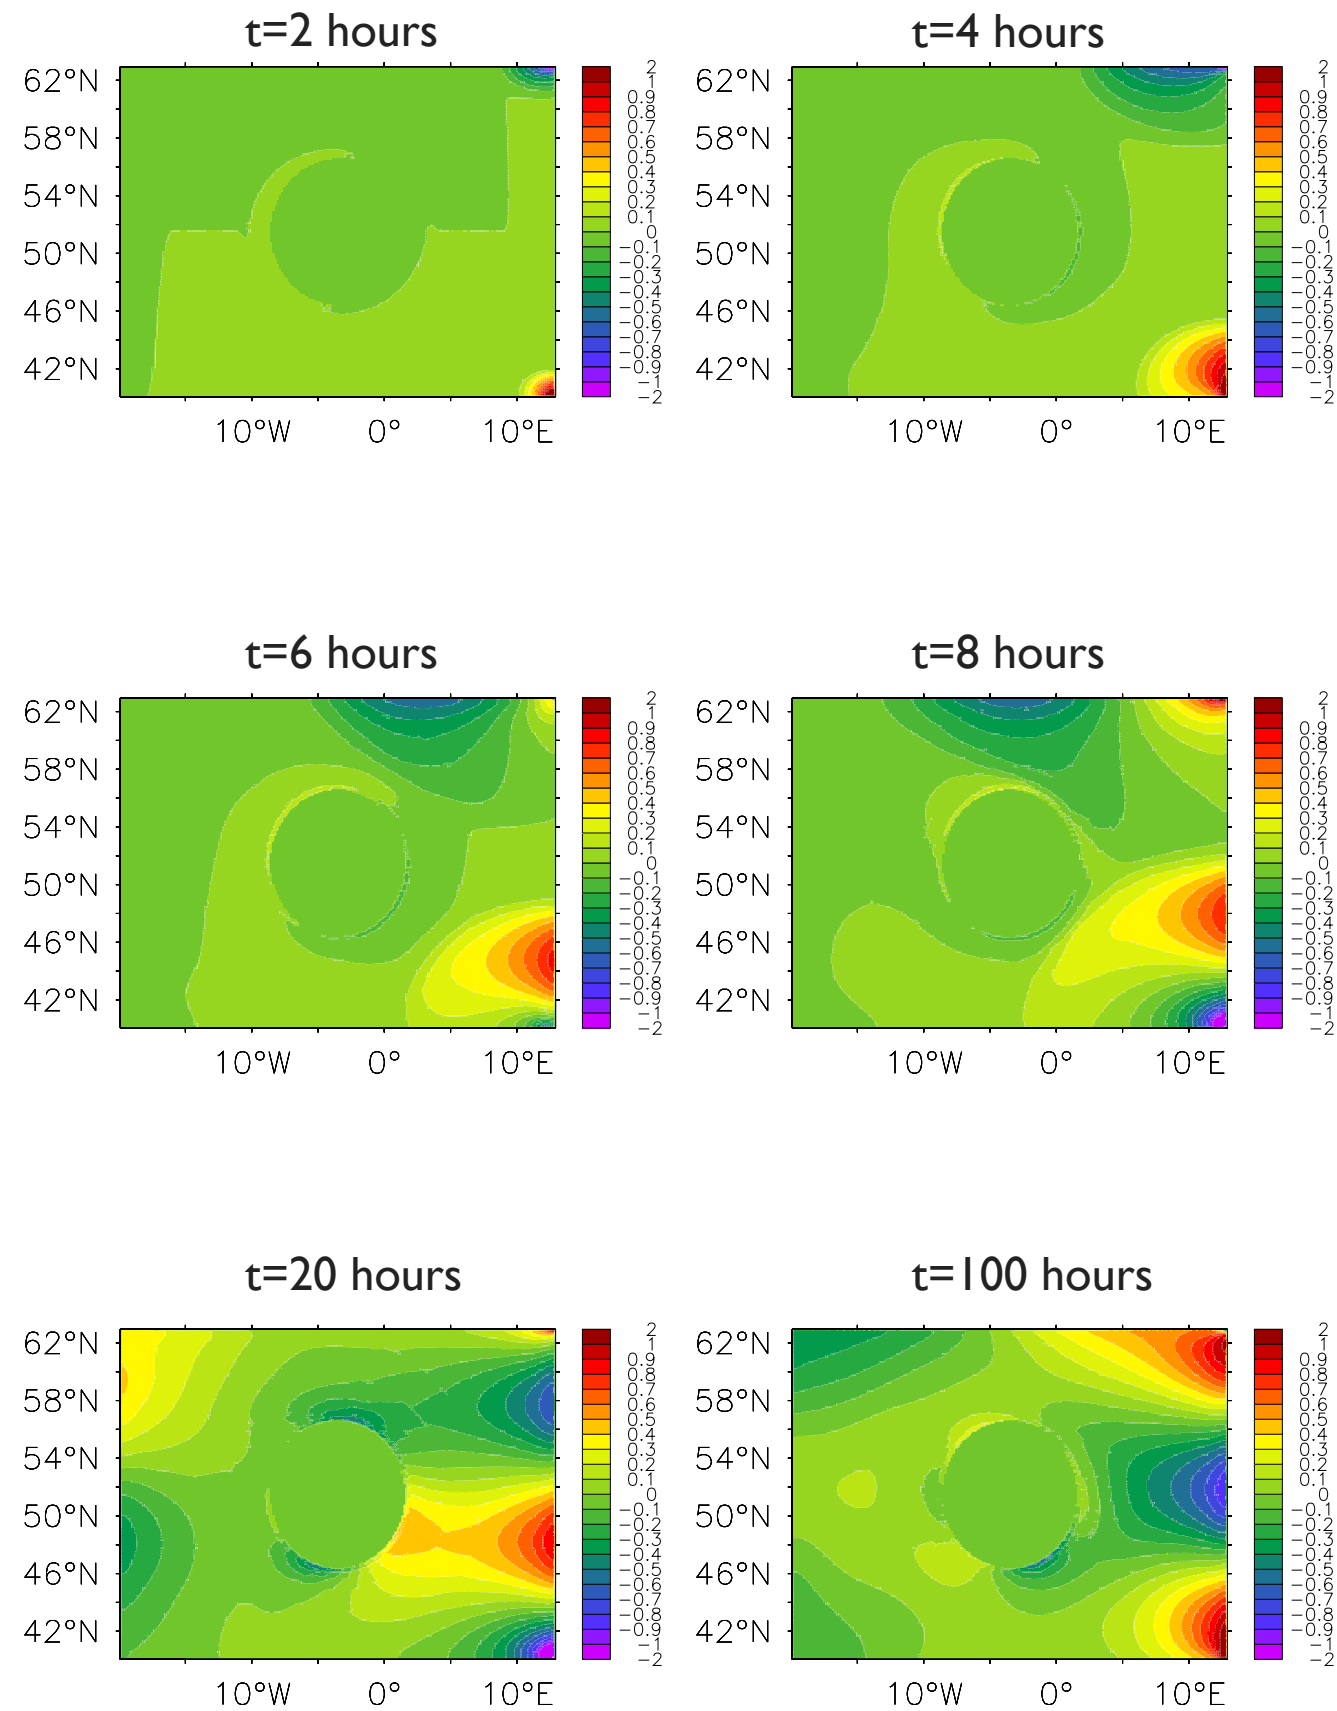 t=2 hours
62°N
58°N
54°N
50°N
46°N
42°N
10°W 0° 10°E
2
1
0.9
0.8
0.7
0.6
0.5
0.4
0.3
0.2
0.1
0
−0.1
−0.2
−0.3
−0.4
−0.5
−0.6
−0.7
−0.8
−0.9
−1
−2
t=4 hours
62°N
58°N
54°N
50°N
46°N
42°N
10°W 0° 10°E
2
1
0.9
0.8
0.7
0.6
0.5
0.4
0.3
0.2
0.1
0
−0.1
−0.2
−0.3
−0.4
−0.5
−0.6
−0.7
−0.8
−0.9
−1
−2
t=6 hours
62°N
58°N
54°N
50°N
46°N
42°N
10°W 0° 10°E
2
1
0.9
0.8
0.7
0.6
0.5
0.4
0.3
0.2
0.1
0
−0.1
−0.2
−0.3
−0.4
−0.5
−0.6
−0.7
−0.8
−0.9
−1
−2
t=8 hours
62°N
58°N
54°N
50°N
46°N
42°N
10°W 0° 10°E
2
1
0.9
0.8
0.7
0.6
0.5
0.4
0.3
0.2
0.1
0
−0.1
−0.2
−0.3
−0.4
−0.5
−0.6
−0.7
−0.8
−0.9
−1
−2
t=20 hours
62°N
58°N
54°N
50°N
46°N
42°N
10°W 0° 10°E
2
1
0.9
0.8
0.7
0.6
0.5
0.4
0.3
0.2
0.1
0
−0.1
−0.2
−0.3
−0.4
−0.5
−0.6
−0.7
−0.8
−0.9
−1
−2
t=100 hours
62°N
58°N
54°N
50°N
46°N
42°N
10°W 0° 10°E
2
1
0.9
0.8
0.7
0.6
0.5
0.4
0.3
0.2
0.1
0
−0.1
−0.2
−0.3
−0.4
−0.5
−0.6
−0.7
−0.8
−0.9
−1
−2